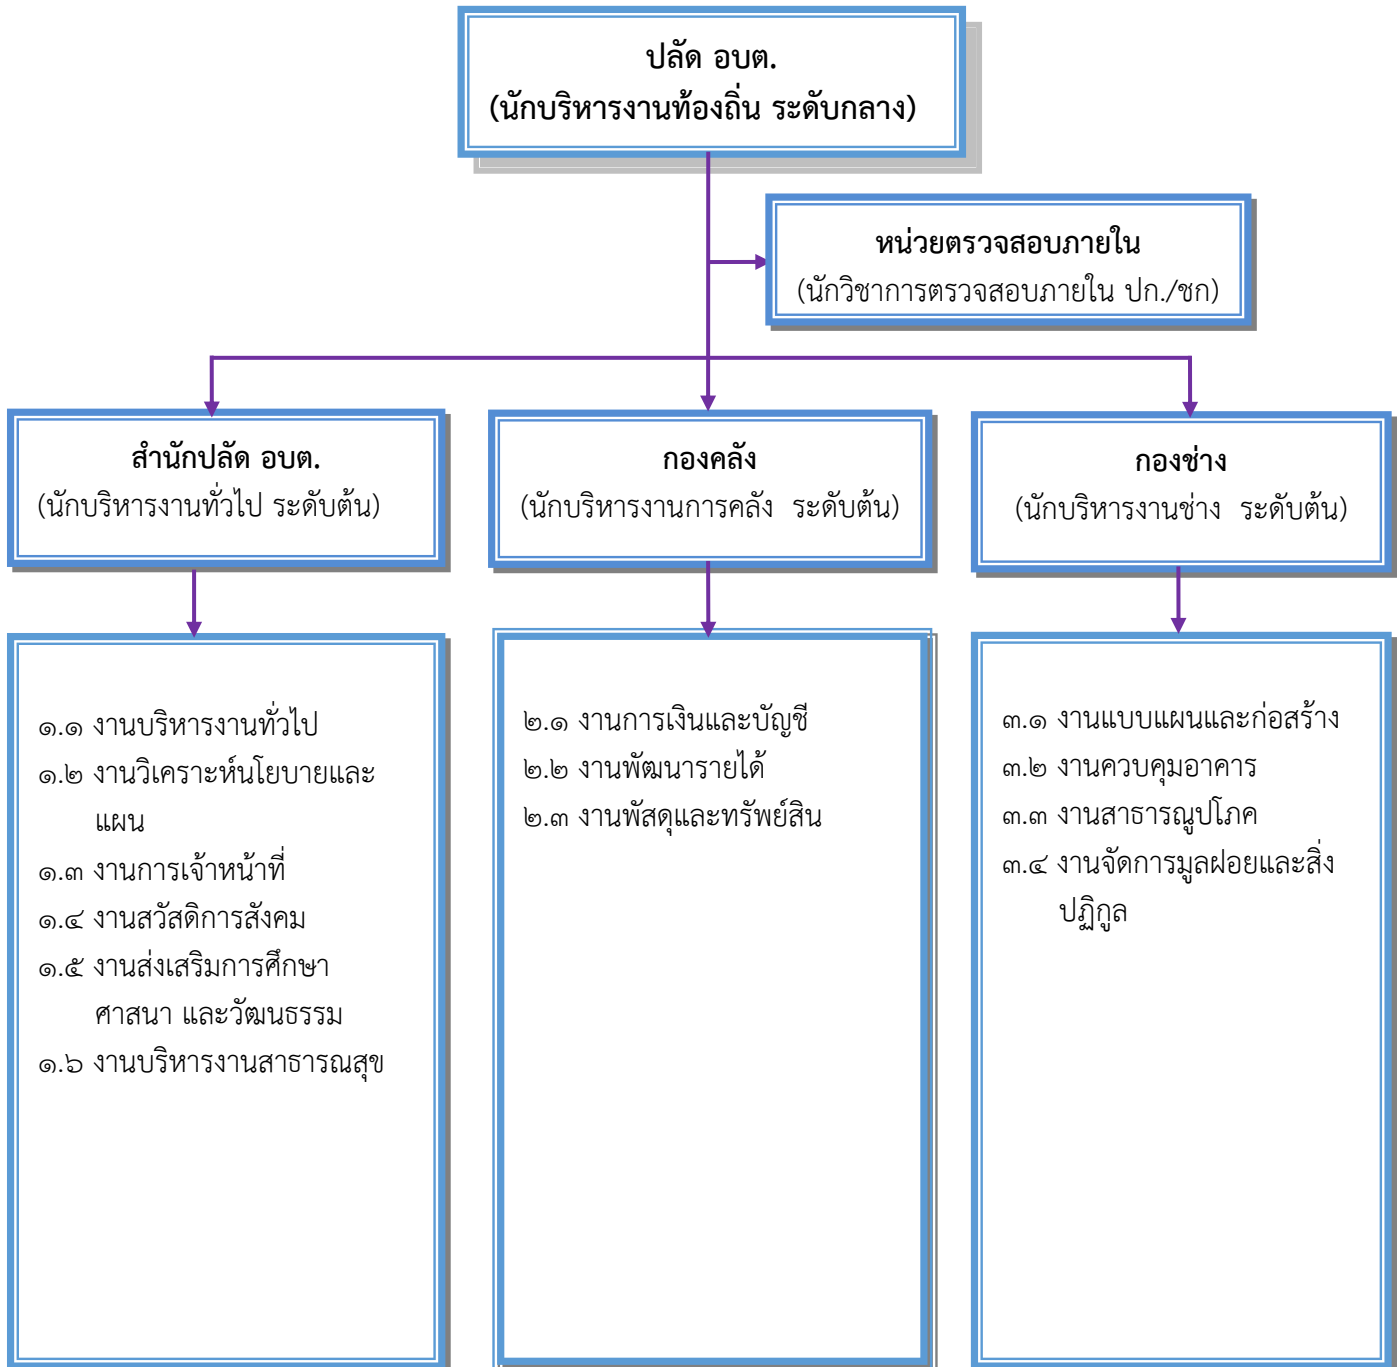 ปลัด อบต.
(นักบริหารงานท้องถิ่น ระดับกลาง)
หน่วยตรวจสอบภายใน
(นักวิชาการตรวจสอบภายใน ปก./ชก)
สำนักปลัด อบต.
(นักบริหารงานทั่วไป ระดับต้น)
กองคลัง
(นักบริหารงานการคลัง ระดับต้น)
กองช่าง
(นักบริหารงานช่าง ระดับต้น)
๑.๑ งานบริหารงานทั่วไป
๑.๒ งานวิเคราะห์นโยบายและ
แผน
๑.๓ งานการเจ้าหน้าที่
๑.๔ งานสวัสดิการสังคม
๑.๕ งานส่งเสริมการศึกษา
ศาสนา และวัฒนธรรม
๑.๖ งานบริหารงานสาธารณสุข
๒.๑ งานการเงินและบัญชี
๒.๒ งานพัฒนารายได้
๒.๓ งานพัสดุและทรัพย์สิน
๓.๑ งานแบบแผนและก่อสร้าง
๓.๒ งานควบคุมอาคาร
๓.๓ งานสาธารณูปโภค
๓.๔ งานจัดการมูลฝอยและสิ่ง
ปฏิกูล